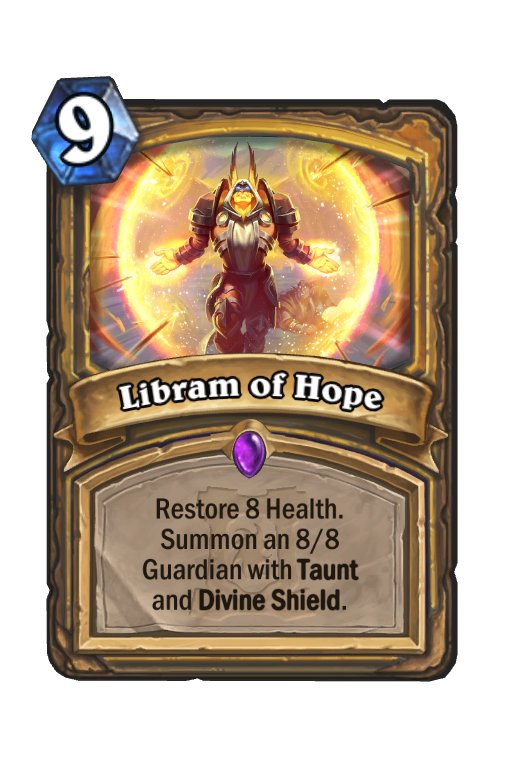 9
Libram of Hope
Restore 8 Health.
Summon an 8/8
Guardian with Taunt
and Divine Shield.